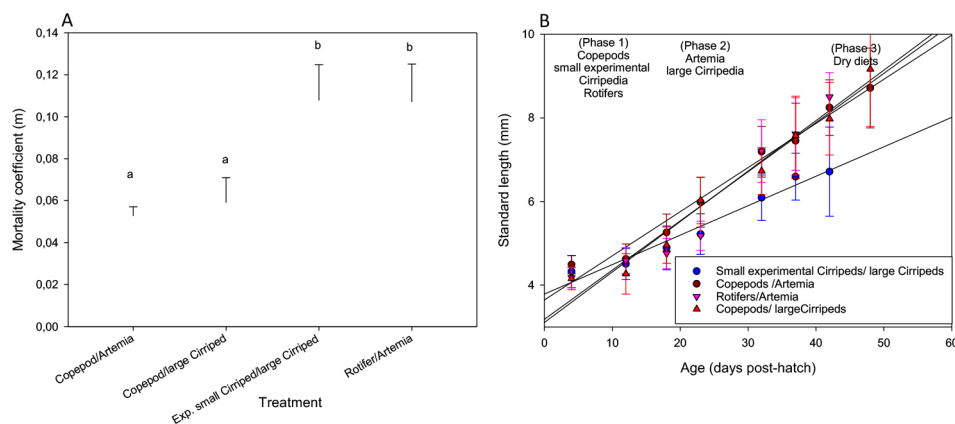 A
0,14
0,12
0,10
0,08
0,06
0,04
0,02
0,00
Mortality coefficient (m)
a
a
b
b
Copepod/Artemia
Copepod/large Cirriped
Exp. small Cirriped/large Cirriped
Rotifer/Artemia
Treatment
B
10
8
6
4
Standard length (mm)
(Phase 1)
Copepods
small experimental
Cirripedia
Rotifers
(Phase 2)
Artemia
large Cirripedia
(Phase 3)
Dry diets
Small experimental Cirripeds/ large Cirripeds
Copepods /Artemia
Rotifers/Artemia
Copepods/ largeCirripeds
0 10 20 30 40 50 60
Age (days post-hatch)